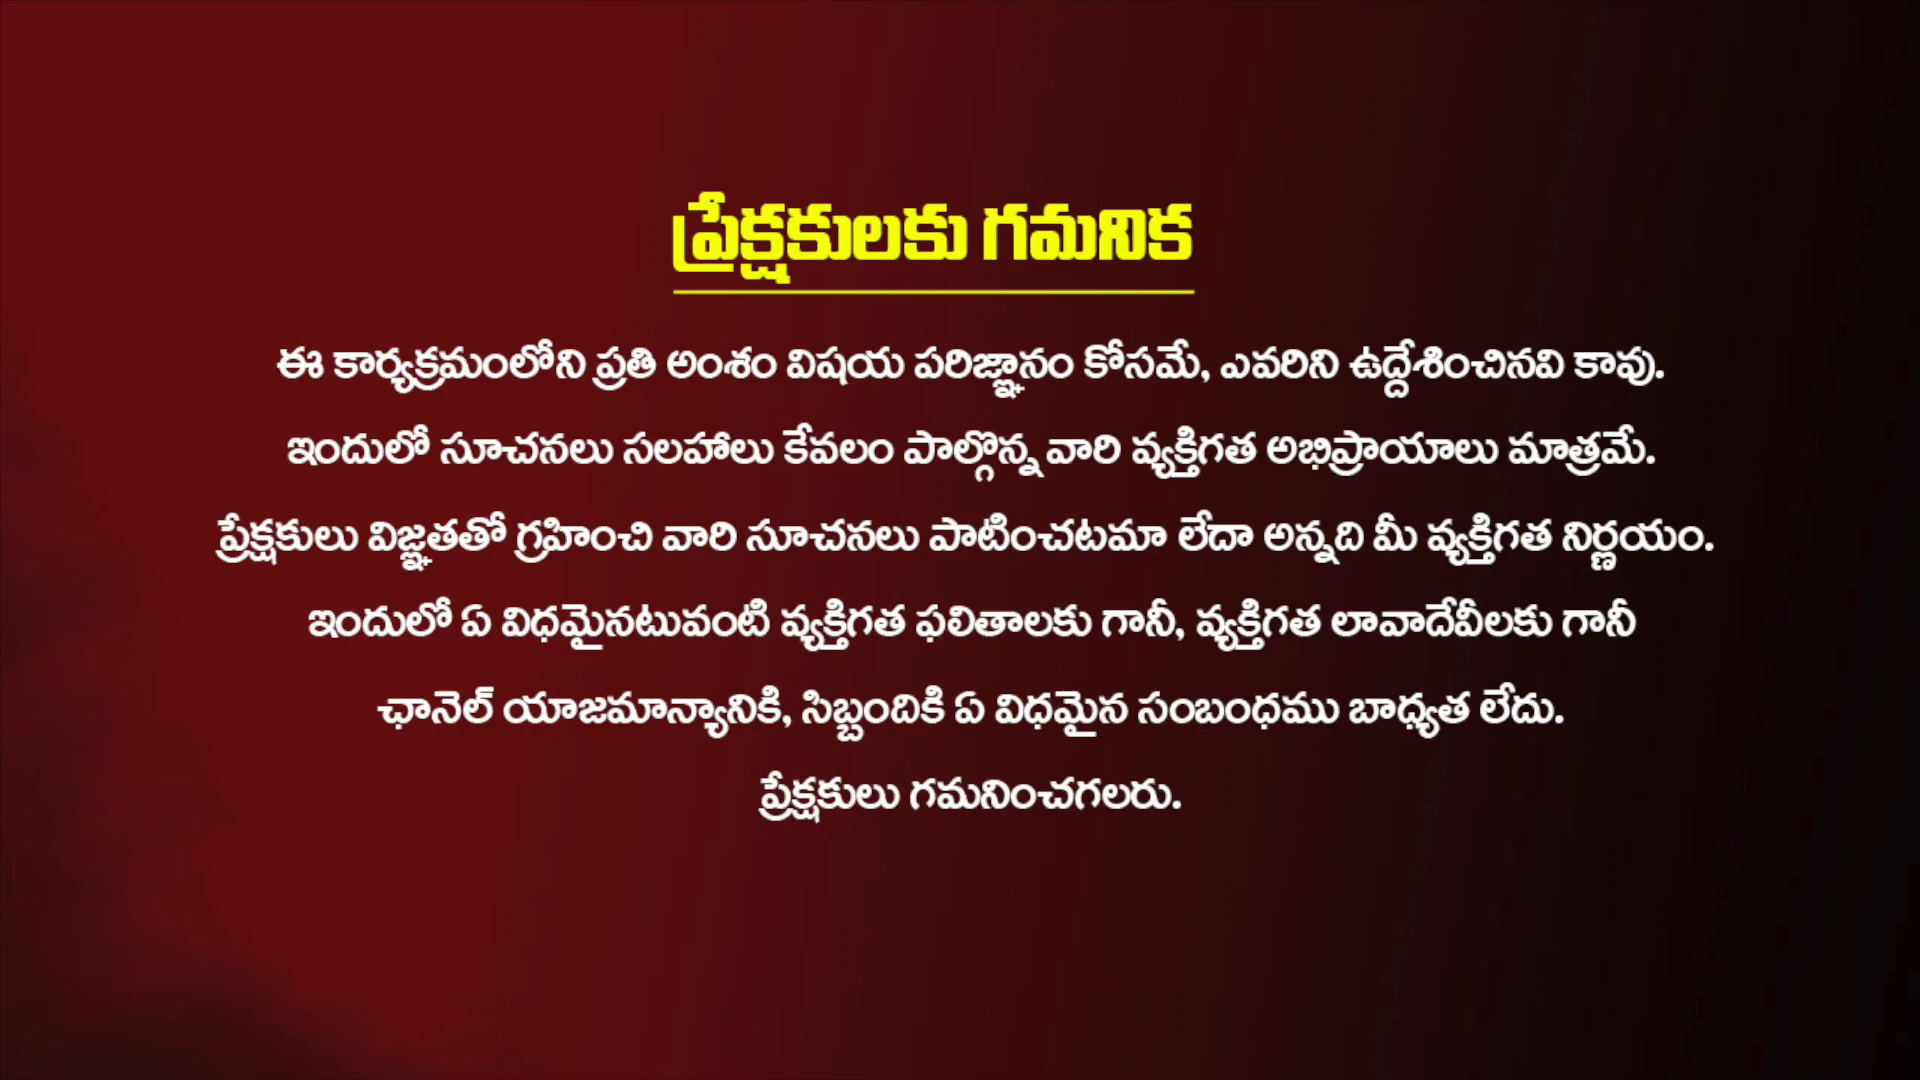 ప్రేక్షకులకు గమనిక
ఈ కార్యక్రమంలోని ప్రతి అంశం విషయ పరిజ్ఞానం కోసమే, ఎవరిని ఉద్దేశించినవి కావు.
ఇందులో సూచనలు సలహాలు కేవలం పాల్గొన్న వారి వ్యక్తిగత అభిప్రాయాలు మాత్రమే.
ప్రేక్షకులు విజ్ఞతతో గ్రహించి వారి సూచనలు పాటించటమా లేదా అన్నది మీ వ్యక్తిగత నిర్ణయం.
ఇందులో ఏ విధమైనటువంటి వ్యక్తిగత ఫలితాలకు గానీ, వ్యక్తిగత లావాదేవీలకు గానీ
ఛానెల్ యాజమాన్యానికి, సిబ్బందికి ఏ విధమైన సంబంధము బాధ్యత లేదు.
ప్రేక్షకులు గమనించగలరు.